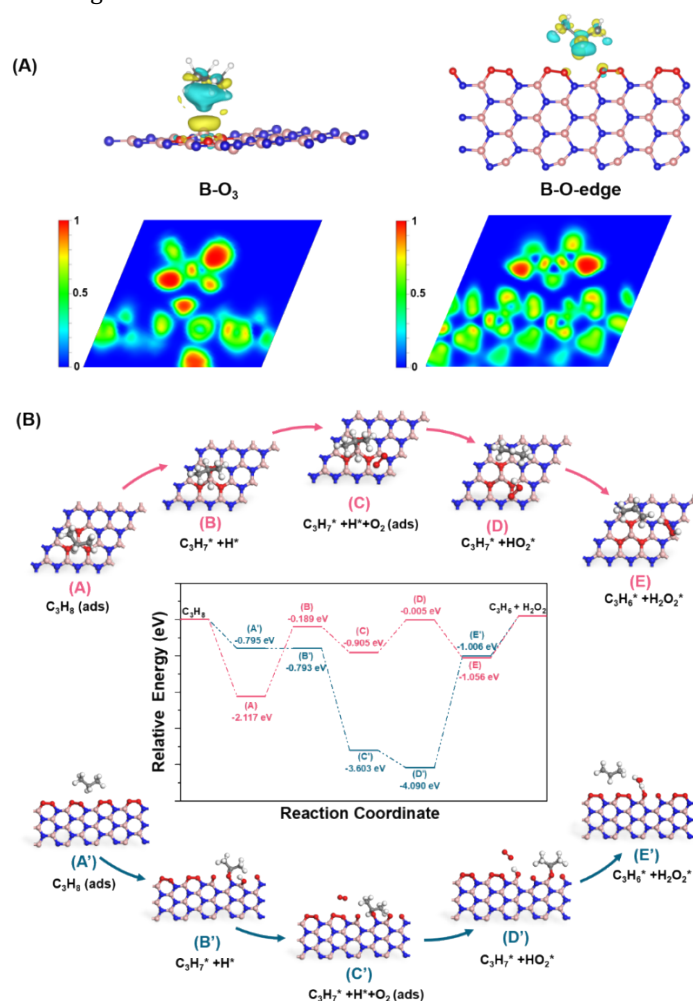 (A)
B-O₃
B-O-edge
1
0.5
0
1
0.5
0
(B)
(A)
C₃H₈ (ads)
(B)
C₃H₇* +H*
(C)
C₃H₇* +H*+O₂ (ads)
(D)
C₃H₇* +HO₂*
(E)
C₃H₆* +H₂O₂*
Relative Energy (eV)
Reaction Coordinate
C₃H₈
(A')
-0.795 eV
(A)
-2.117 eV
(B)
-0.189 eV
(B')
-0.793 eV
(C)
-0.905 eV
(C')
-3.603 eV
(D)
-0.005 eV
(D')
-4.090 eV
(E')
-1.006 eV
(E)
-1.056 eV
C₃H₆ + H₂O₂
(A')
C₃H₈ (ads)
(B')
C₃H₇* +H*
(C')
C₃H₇* +H*+O₂ (ads)
(D')
C₃H₇* +HO₂*
(E')
C₃H₆* +H₂O₂*